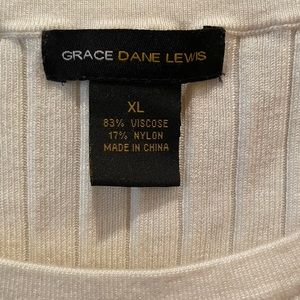 GRACE DANE LEWIS
XL
83% VISCOSE
17% NYLON
MADE IN CHINA